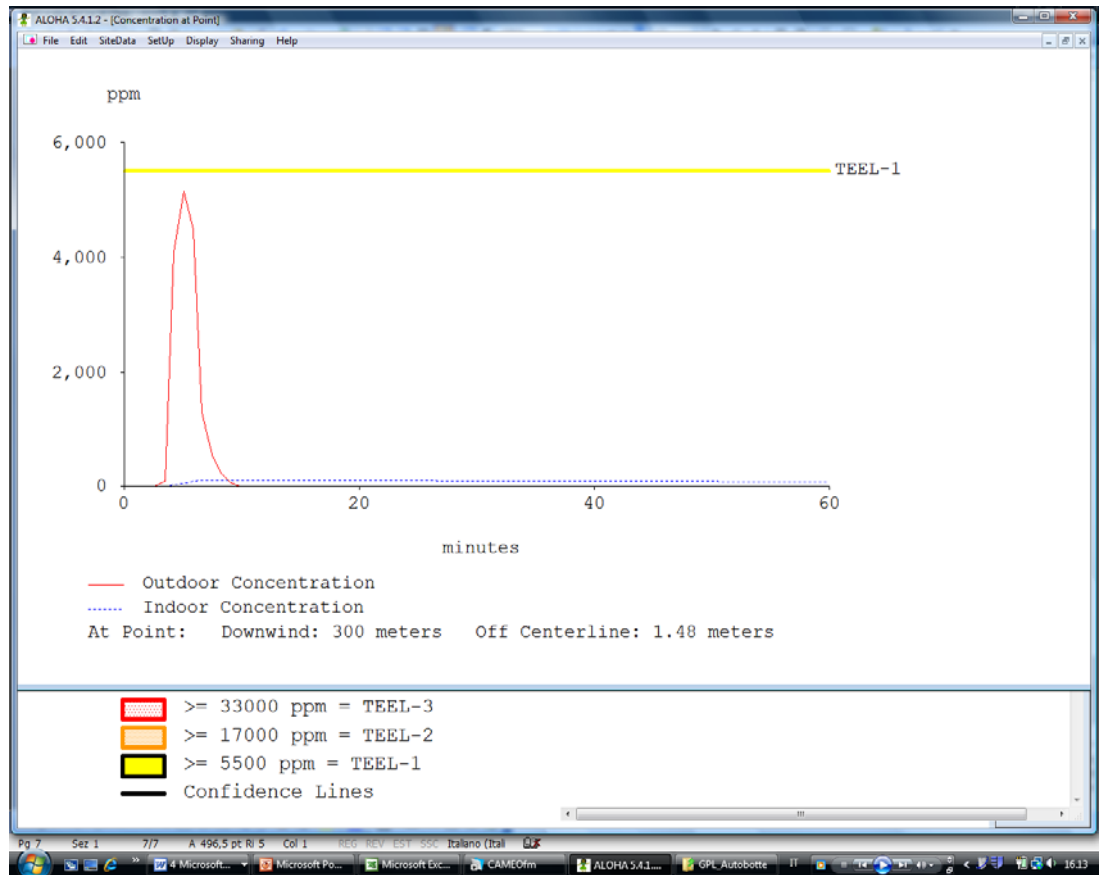 ALOHA 5.4.1.2 - [Concentration at Point]
File Edit SiteData SetUp Display Sharing Help
ppm
6,000
TEEL-1
4,000
2,000
0
0 20 40 60
minutes
Outdoor Concentration
Indoor Concentration
At Point: Downwind: 300 meters Off Centerline: 1.48 meters
>= 33000 ppm = TEEL-3
>= 17000 ppm = TEEL-2
>= 5500 ppm = TEEL-1
Confidence Lines
Pg 7 Sez 1 7/7 A 496,5 pt Ri 5 Col 1 REG REV EST SSC Italiano (Itali
4 Microsoft... Microsoft Po... Microsoft Exc... CAMEOfm ALOHA 5.4.1.... GPL_Autobotte IT 16.13